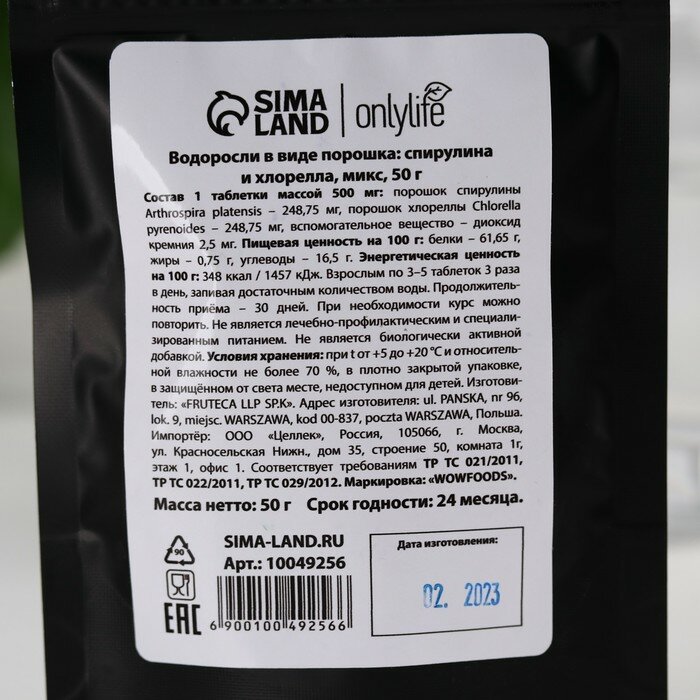 SIMA LAND | onlylife
Водоросли в виде порошка: спирулина
и хлорелла, микс, 50 г
Состав 1 таблетки массой 500 мг: порошок спирулины
Arthrospira platensis – 248,75 мг, порошок хлореллы Chlorella
pyrenoides – 248,75 мг, вспомогательное вещество – диоксид
кремния 2,5 мг. Пищевая ценность на 100 г: белки – 61,65 г,
жиры – 0,75 г, углеводы – 16,5 г. Энергетическая ценность
на 100 г: 348 ккал / 1457 кДж. Взрослым по 3–5 таблеток 3 раза
в день, запивая достаточным количеством воды. Продолжитель-
ность приёма – 30 дней. При необходимости курс можно
повторить. Не является лечебно-профилактическим и специали-
зированным питанием. Не является биологически активной
добавкой. Условия хранения: при t от +5 до +20 °С и относитель-
ной влажности не более 70 %, в плотно закрытой упаковке,
в защищённом от света месте, недоступном для детей. Изготови-
тель: «FRUTECA LLP SP.K». Адрес изготовителя: ul. PANSKA, nr 96,
lok. 9, miejsc. WARSZAWA, kod 00-837, poczta WARSZAWA, Польша.
Импортёр: ООО «Целлек», Россия, 105066, г. Москва,
ул. Красносельская Нижн., дом 35, строение 50, комната 1г,
этаж 1, офис 1. Соответствует требованиям ТР ТС 021/2011,
ТР ТС 022/2011, ТР ТС 029/2012. Маркировка: «WOWFOODS».
Масса нетто: 50 г Срок годности: 24 месяца.
90
SIMA-LAND.RU
Арт.: 10049256
EAC
6 900100 492566
Дата изготовления:
02. 2023